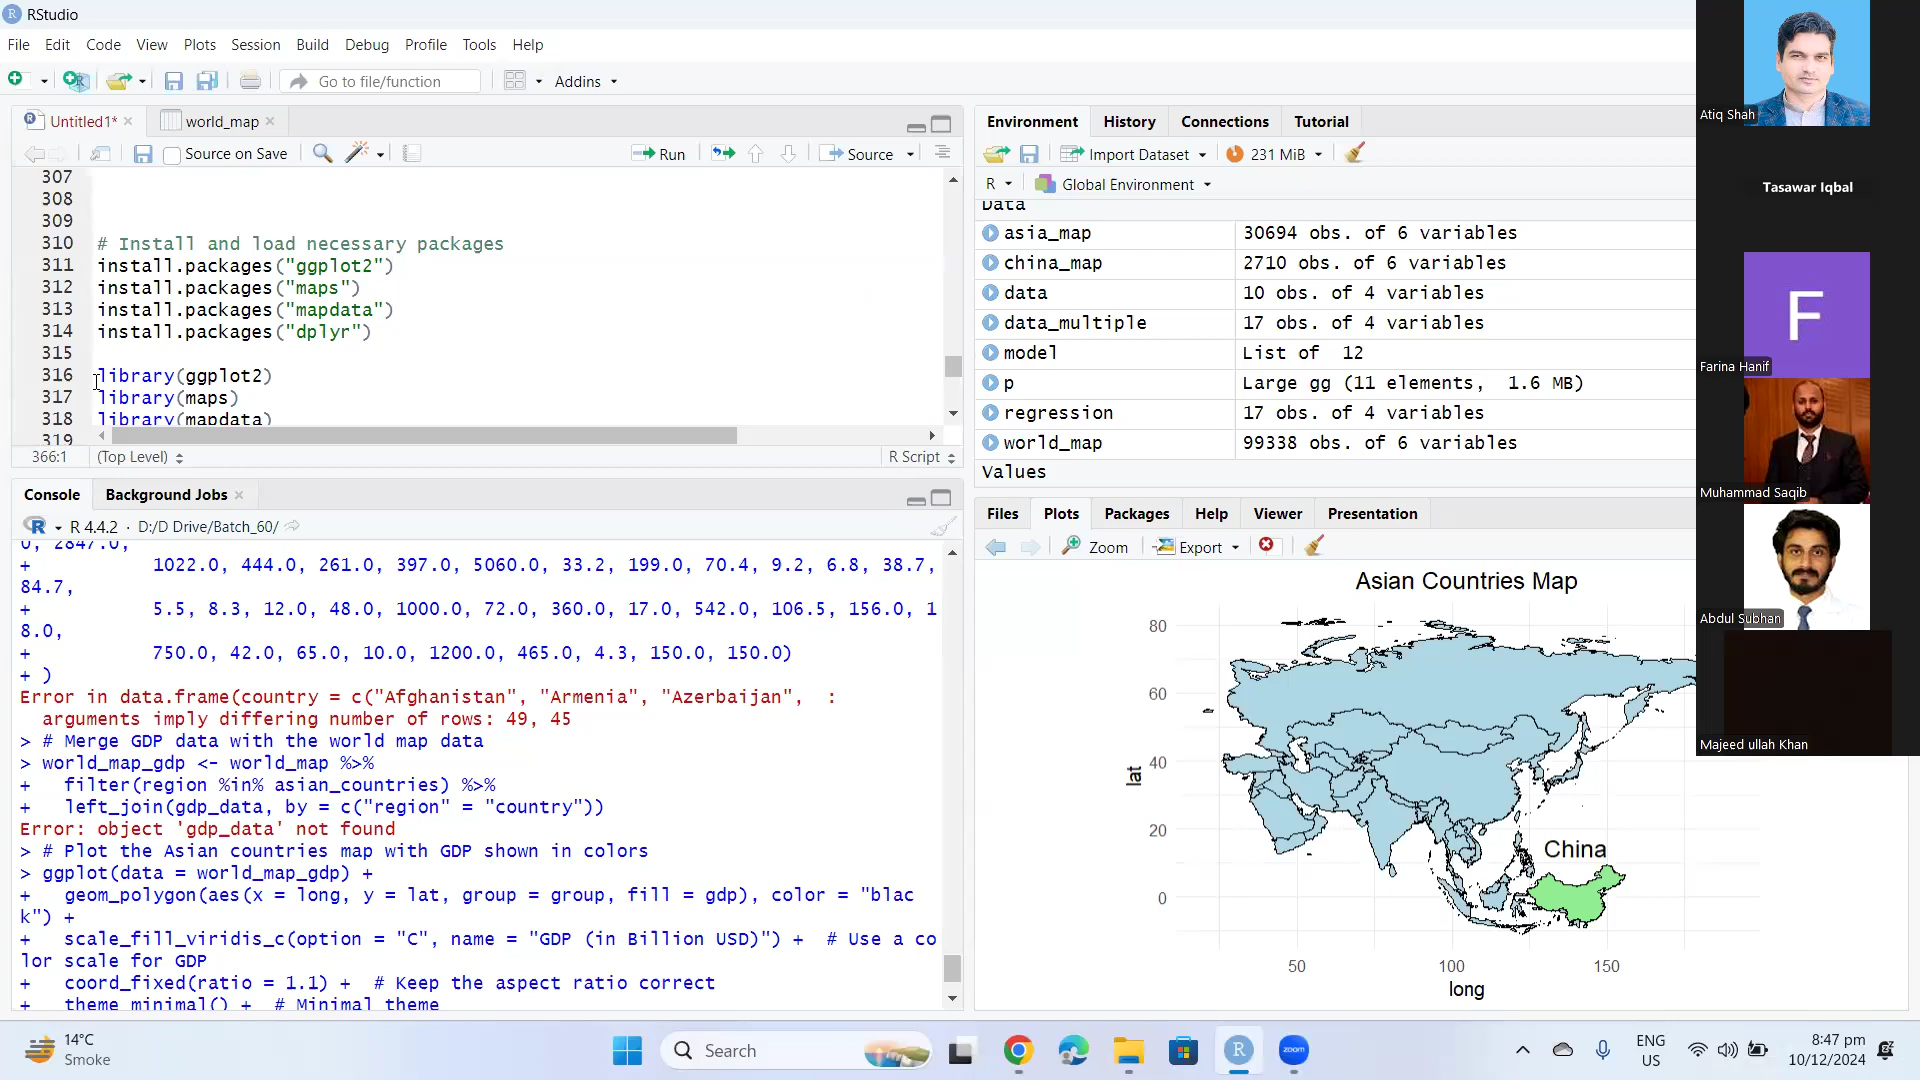 RStudio
File Edit Code View Plots Session Build Debug Profile Tools Help
Go to file/function Addins
Untitled1* world_map
Source on Save Run Source
307
308
309
310 # Install and load necessary packages
311 install.packages("ggplot2")
312 install.packages("maps")
313 install.packages("mapdata")
314 install.packages("dplyr")
315
316 library(ggplot2)
317 library(maps)
318 library(mapdata)
319
366:1 (Top Level) R Script
Console Background Jobs
R 4.4.2 · D:/D Drive/Batch_60/
0, 2847.0,
+ 1022.0, 444.0, 261.0, 397.0, 5060.0, 33.2, 199.0, 70.4, 9.2, 6.8, 38.7,
84.7,
+ 5.5, 8.3, 12.0, 48.0, 1000.0, 72.0, 360.0, 17.0, 542.0, 106.5, 156.0, 1
8.0,
+ 750.0, 42.0, 65.0, 10.0, 1200.0, 465.0, 4.3, 150.0, 150.0)
+ )
Error in data.frame(country = c("Afghanistan", "Armenia", "Azerbaijan", :
arguments imply differing number of rows: 49, 45
> # Merge GDP data with the world map data
> world_map_gdp <- world_map %>%
+ filter(region %in% asian_countries) %>%
+ left_join(gdp_data, by = c("region" = "country"))
Error: object 'gdp_data' not found
> # Plot the Asian countries map with GDP shown in colors
> ggplot(data = world_map_gdp) +
+ geom_polygon(aes(x = long, y = lat, group = group, fill = gdp), color = "blac
k") +
+ scale_fill_viridis_c(option = "C", name = "GDP (in Billion USD)") + # Use a co
lor scale for GDP
+ coord_fixed(ratio = 1.1) + # Keep the aspect ratio correct
+ theme_minimal() + # Minimal theme
Environment History Connections Tutorial
Import Dataset 231 MiB
R Global Environment
Data
asia_map 30694 obs. of 6 variables
china_map 2710 obs. of 6 variables
data 10 obs. of 4 variables
data_multiple 17 obs. of 4 variables
model List of 12
p Large gg (11 elements, 1.6 MB)
regression 17 obs. of 4 variables
world_map 99338 obs. of 6 variables
Values
Files Plots Packages Help Viewer Presentation
Zoom Export
Asian Countries Map
80
60
40
20
0
lat
China
50 100 150
long
Atiq Shah
Tasawar Iqbal
F
Farina Hanif
Muhammad Saqib
Abdul Subhan
Majeed ullah Khan
14°C
Smoke
Search
zoom
ENG
US
8:47 pm
10/12/2024